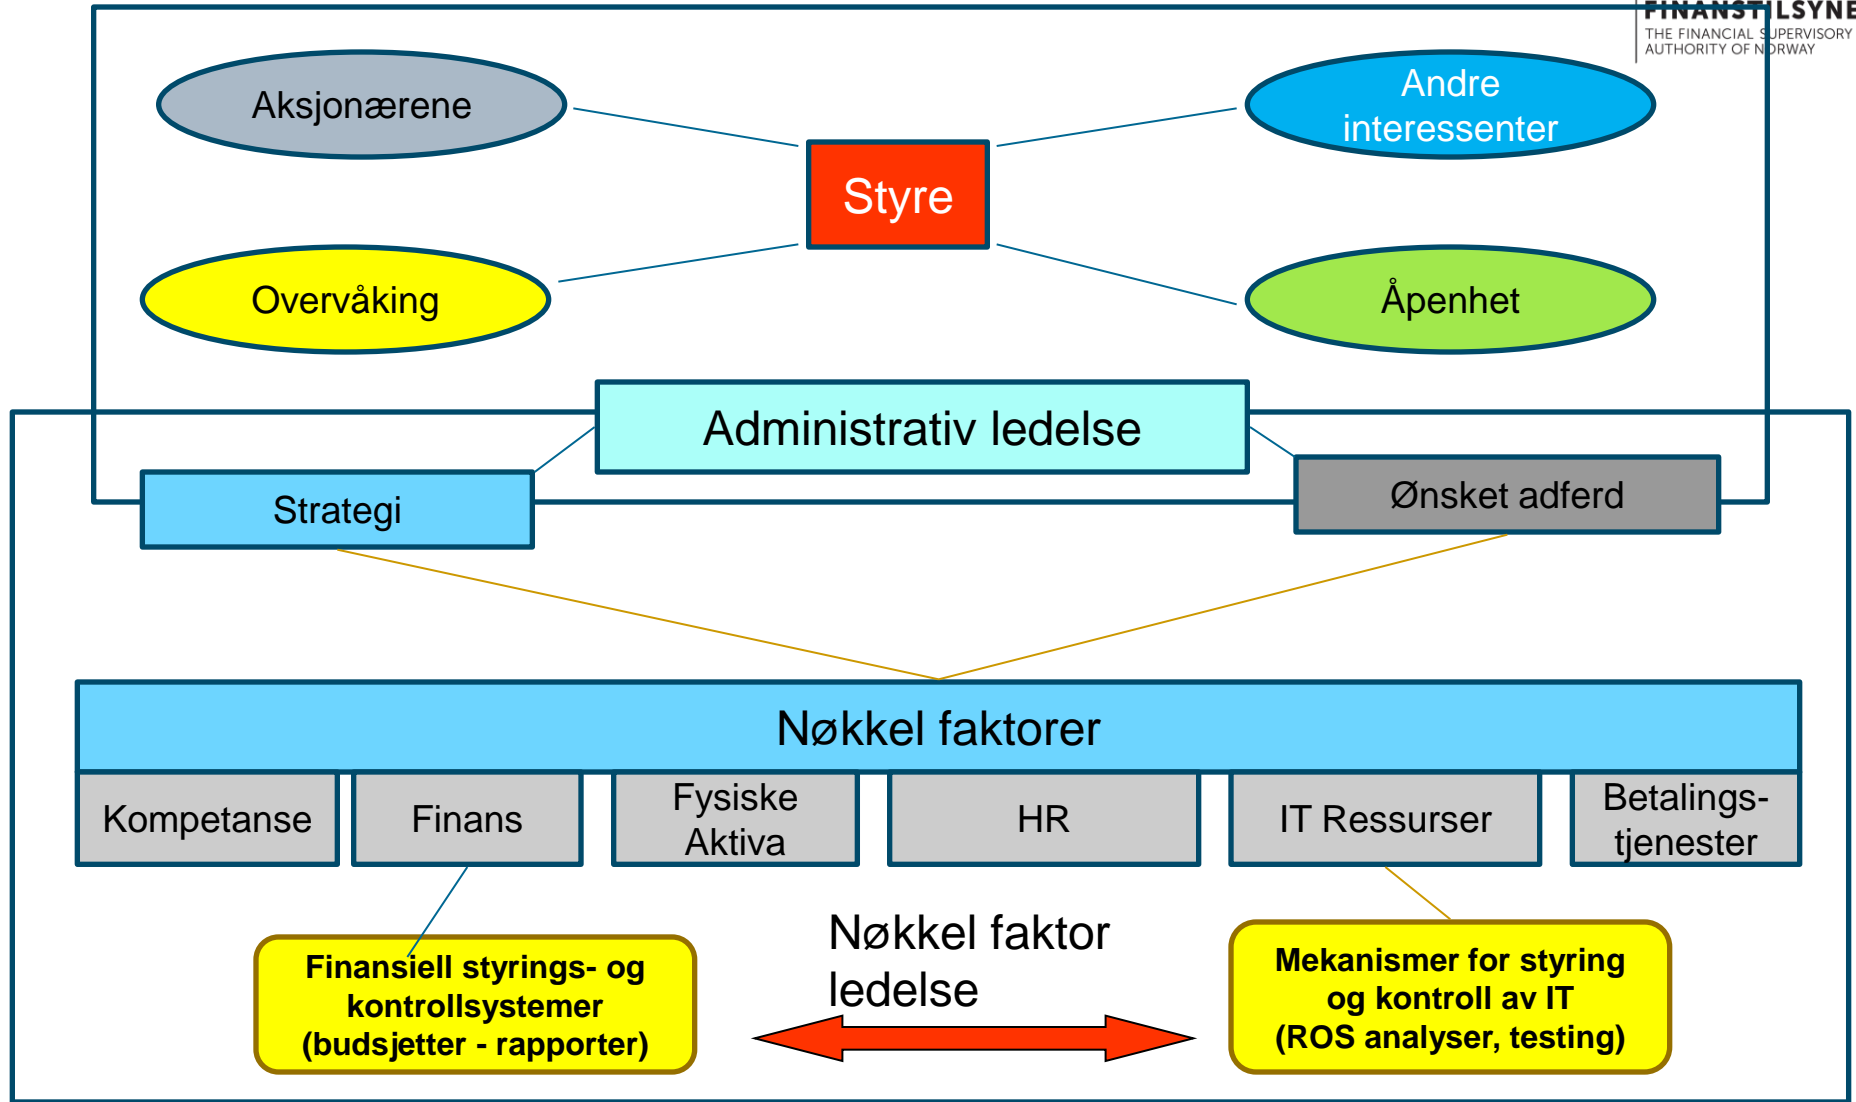 FINANSTILSYNE
THE FINANCIAL SUPERVISORY
AUTHORITY OF NORWAY
Aksjonærene
Andre
interessenter
Styre
Overvåking
Åpenhet
Administrativ ledelse
Strategi
Ønsket adferd
Nøkkel faktorer
Kompetanse
Finans
Fysiske
Aktiva
HR
IT Ressurser
Betalings-
tjenester
Finansiell styrings- og
kontrollsystemer
(budsjetter - rapporter)
Nøkkel faktor
ledelse
Mekanismer for styring
og kontroll av IT
(ROS analyser, testing)